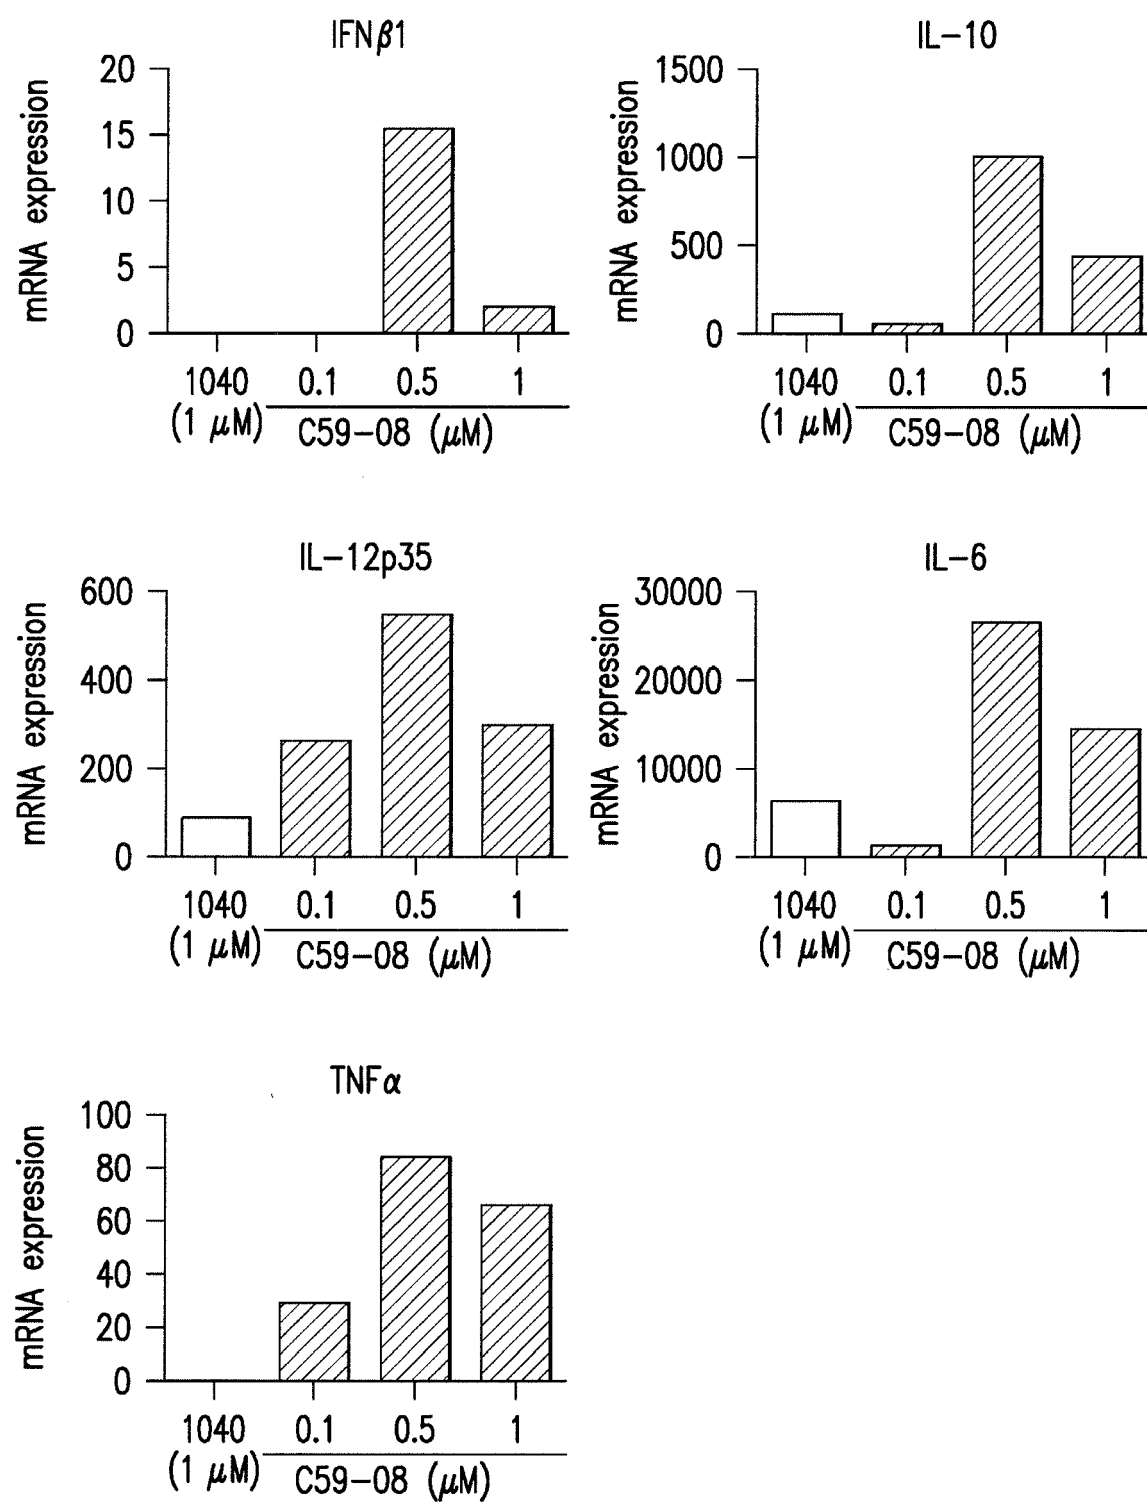 IFNβ1
mRNA expression
20
15
10
5
0
1040 0.1 0.5 1
(1 μM) C59-08 (μM)
IL-10
mRNA expression
1500
1000
500
0
1040 0.1 0.5 1
(1 μM) C59-08 (μM)
IL-12p35
mRNA expression
600
400
200
0
1040 0.1 0.5 1
(1 μM) C59-08 (μM)
IL-6
mRNA expression
30000
20000
10000
0
1040 0.1 0.5 1
(1 μM) C59-08 (μM)
TNFα
mRNA expression
100
80
60
40
20
0
1040 0.1 0.5 1
(1 μM) C59-08 (μM)